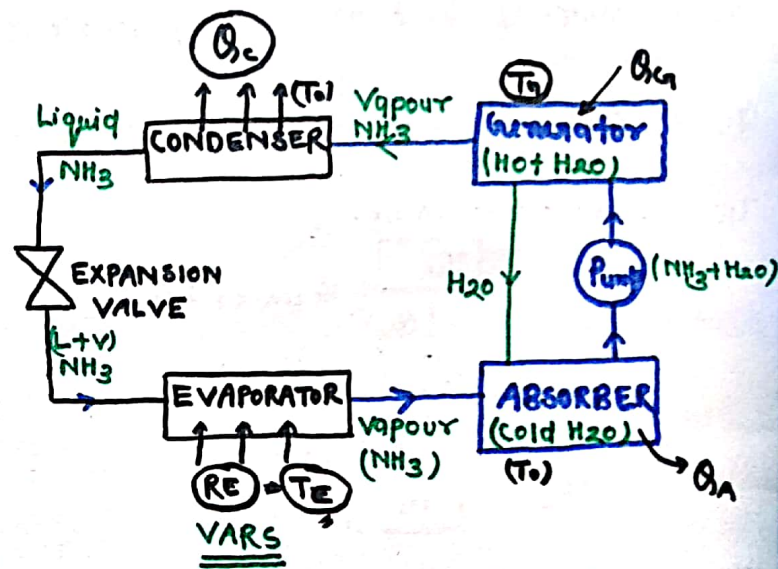 Qc
(To)
Liquid
NH3
CONDENSER
Vapour
NH3
TG
QG
Generator
(HOt H2O)
EXPANSION
VALVE
(L+V)
NH3
H2O
Pump
(NH3+H2O)
EVAPORATOR
Vapour
(NH3)
ABSORBER
(Cold H2O)
(To)
QA
RE = TE
VARS